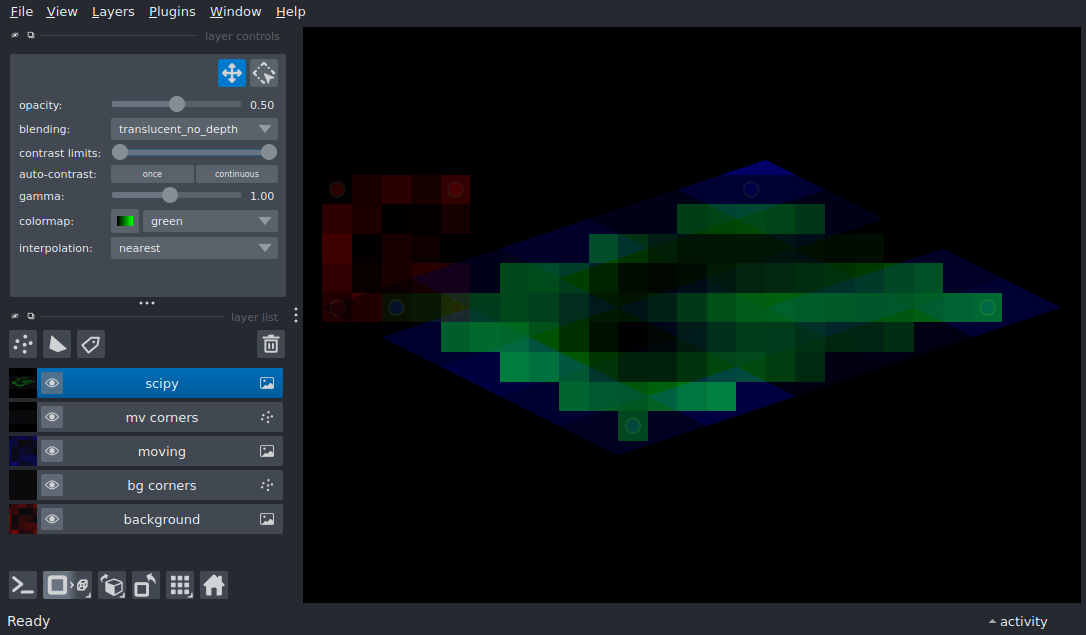 File View Layers Plugins Window Help
layer controls
opacity: 0.50
blending: translucent_no_depth
contrast limits:
auto-contrast: once continuous
gamma: 1.00
colormap: green
interpolation: nearest
layer list
scipy
mv corners
moving
bg corners
background
Ready activity